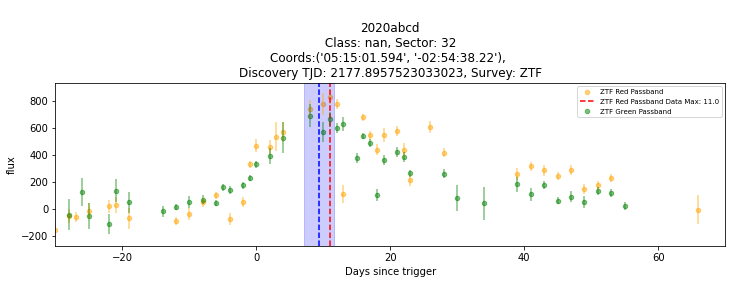 2020abcd
Class: nan, Sector: 32
Coords:('05:15:01.594', '-02:54:38.22'),
Discovery TJD: 2177.8957523033023, Survey: ZTF
ZTF Red Passband
ZTF Red Passband Data Max: 11.0
ZTF Green Passband
flux
800
600
400
200
0
−200
−20
0
20
40
60
Days since trigger